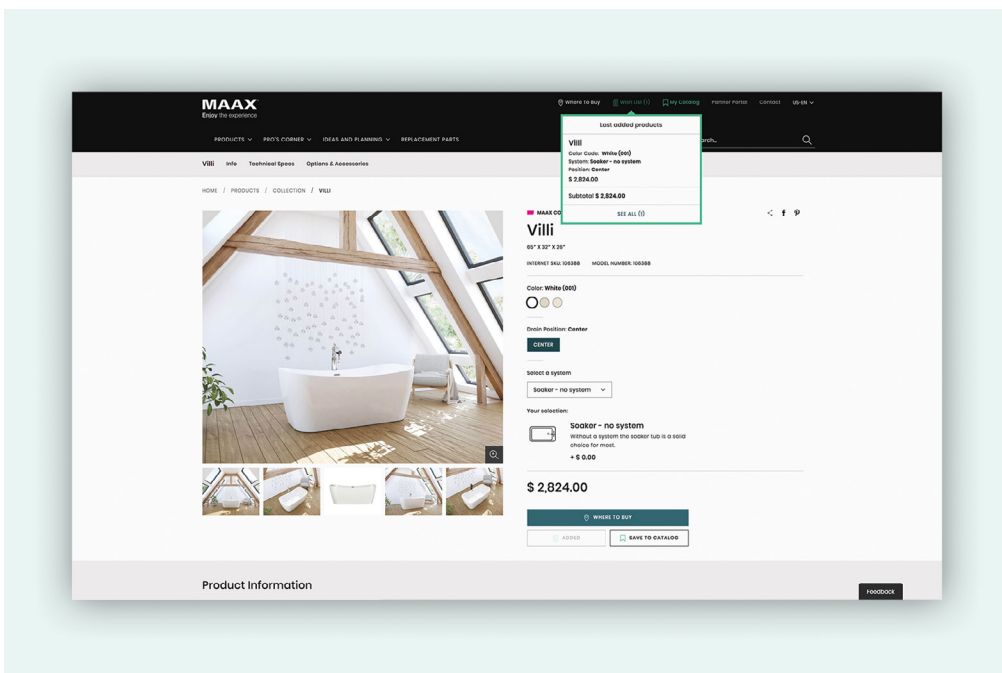 MAAX
Enjoy the experience
Where To Buy
Wish List (1)
My Catalog
Partner Portal
Contact
US-EN
PRODUCTS
PRO'S CORNER
IDEAS AND PLANNING
REPLACEMENT PARTS
Last added products
Villi
Color Code: White (001)
System: Soaker - no system
Position: Center
$ 2,824.00
Subtotal $ 2,824.00
SEE ALL (1)
Villi
Info
Technical Specs
Options & Accessories
HOME / PRODUCTS / COLLECTION / VILLI
MAAX CO
Villi
65" X 32" X 26"
INTERNET SKU: 106388
MODEL NUMBER: 106388
Color: White (001)
Drain Position: Center
CENTER
Select a system
Soaker - no system
Your selection:
Soaker - no system
Without a system the soaker tub is a solid
choice for most.
+ $ 0.00
$ 2,824.00
WHERE TO BUY
ADDED
SAVE TO CATALOG
Product Information
Feedback